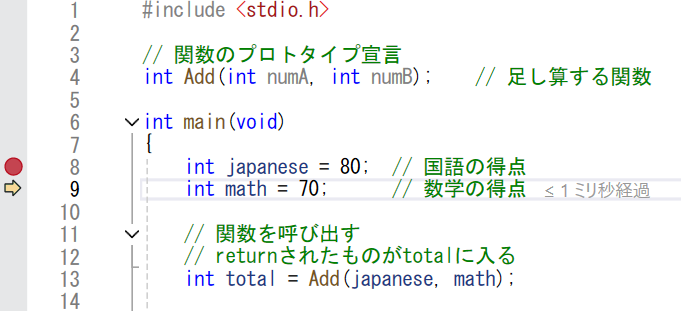 1 #include <stdio.h>
2
3 // 関数のプロトタイプ宣言
4 int Add(int numA, int numB);   // 足し算する関数
5
6 int main(void)
7 {
8     int japanese = 80;  // 国語の得点
9     int math = 70;      // 数学の得点 ≤ 1 ミリ秒経過
10
11     // 関数を呼び出す
12     // returnされたものがtotalに入る
13     int total = Add(japanese, math);
14